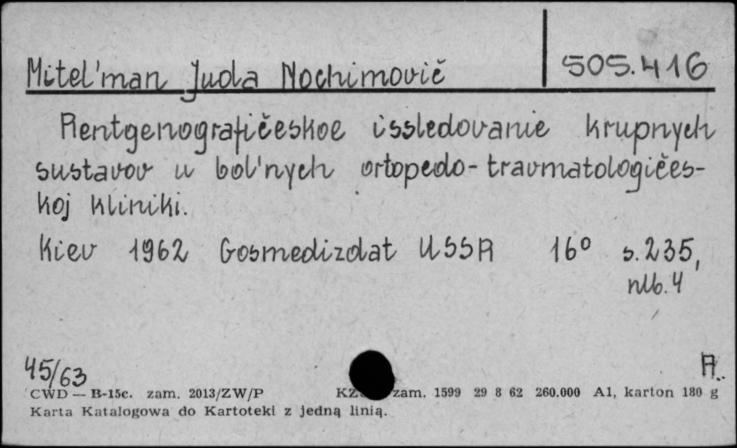 Mitel'man Juda Nochimovič 505.416
Rentgenografičeskoe issledovanie krupnych
sustavov u bol'nych ortopedo-travmatologičes-
koj kliniki.
Kiev 1962 Gosmedizdat USSR 16° s.235,
nlb. 4
45/63 R.
CWD — B-15c. zam. 2013/ZW/P zam. 1599 29 8 62 260.000 A1, karton 180 g
Karta Katalogowa do Kartoteki z jedną linią.